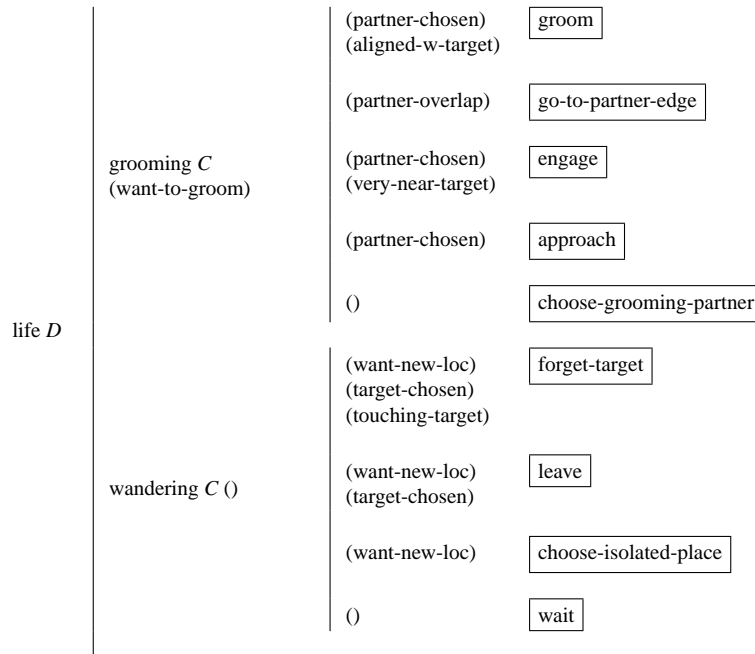 (partner-chosen) groom
(aligned-w-target)
(partner-overlap) go-to-partner-edge
grooming C (partner-chosen) engage
(want-to-groom) (very-near-target)
(partner-chosen) approach
() choose-grooming-partner
life D
(want-new-loc) forget-target
(target-chosen)
(touching-target)
wandering C () (want-new-loc) leave
(target-chosen)
(want-new-loc) choose-isolated-place
() wait